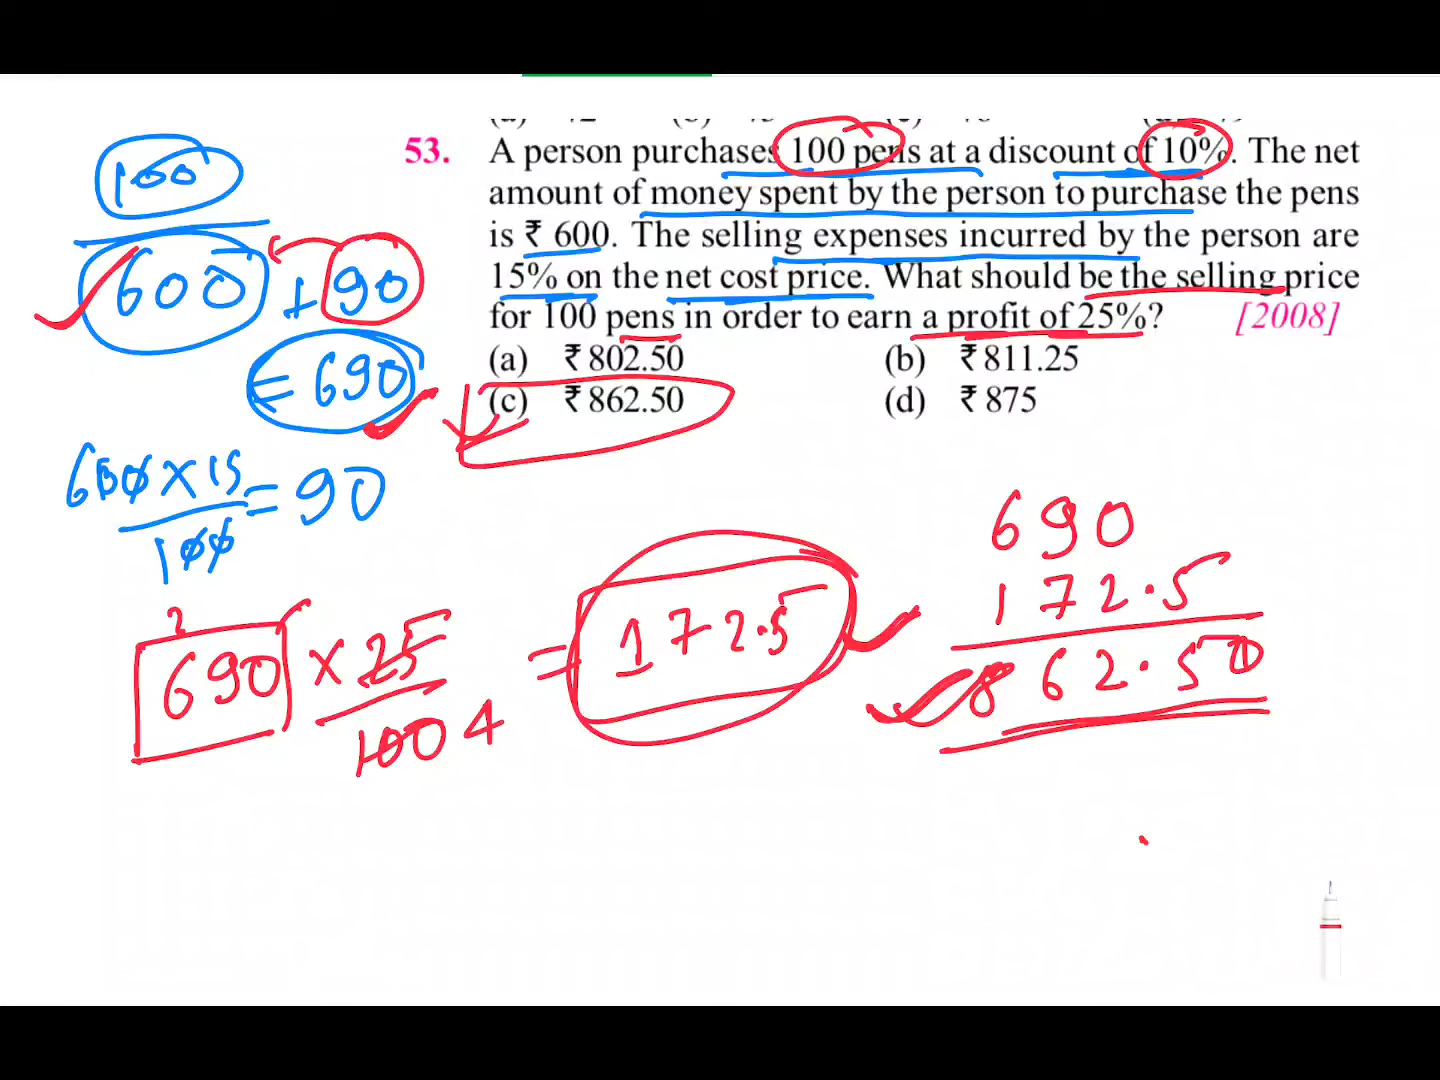 53. A person purchases 100 pens at a discount of 10%. The net
amount of money spent by the person to purchase the pens
is ₹ 600. The selling expenses incurred by the person are
15% on the net cost price. What should be the selling price
for 100 pens in order to earn a profit of 25%? [2008]
(a) ₹ 802.50 (b) ₹ 811.25
(c) ₹ 862.50 (d) ₹ 875
100
600 + 90
= 690
600 × 15 = 90
100
690 × 25 = 172.5
100 4
690
172.5
862.50